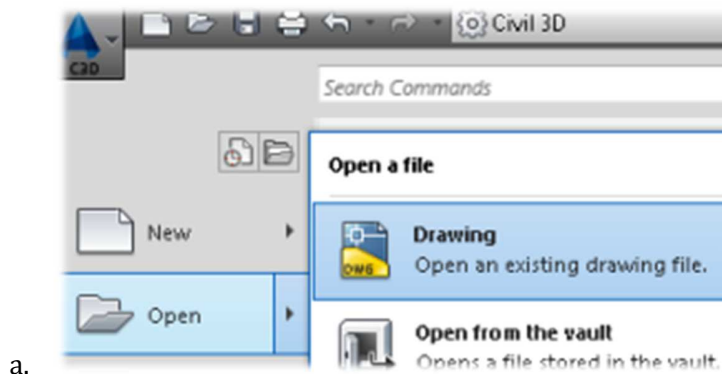 Civil 3D
C3D
Search Commands
Open a file
New
Drawing
DWG
Open an existing drawing file.
Open
Open from the vault
Opens a file stored in the vault.
a.